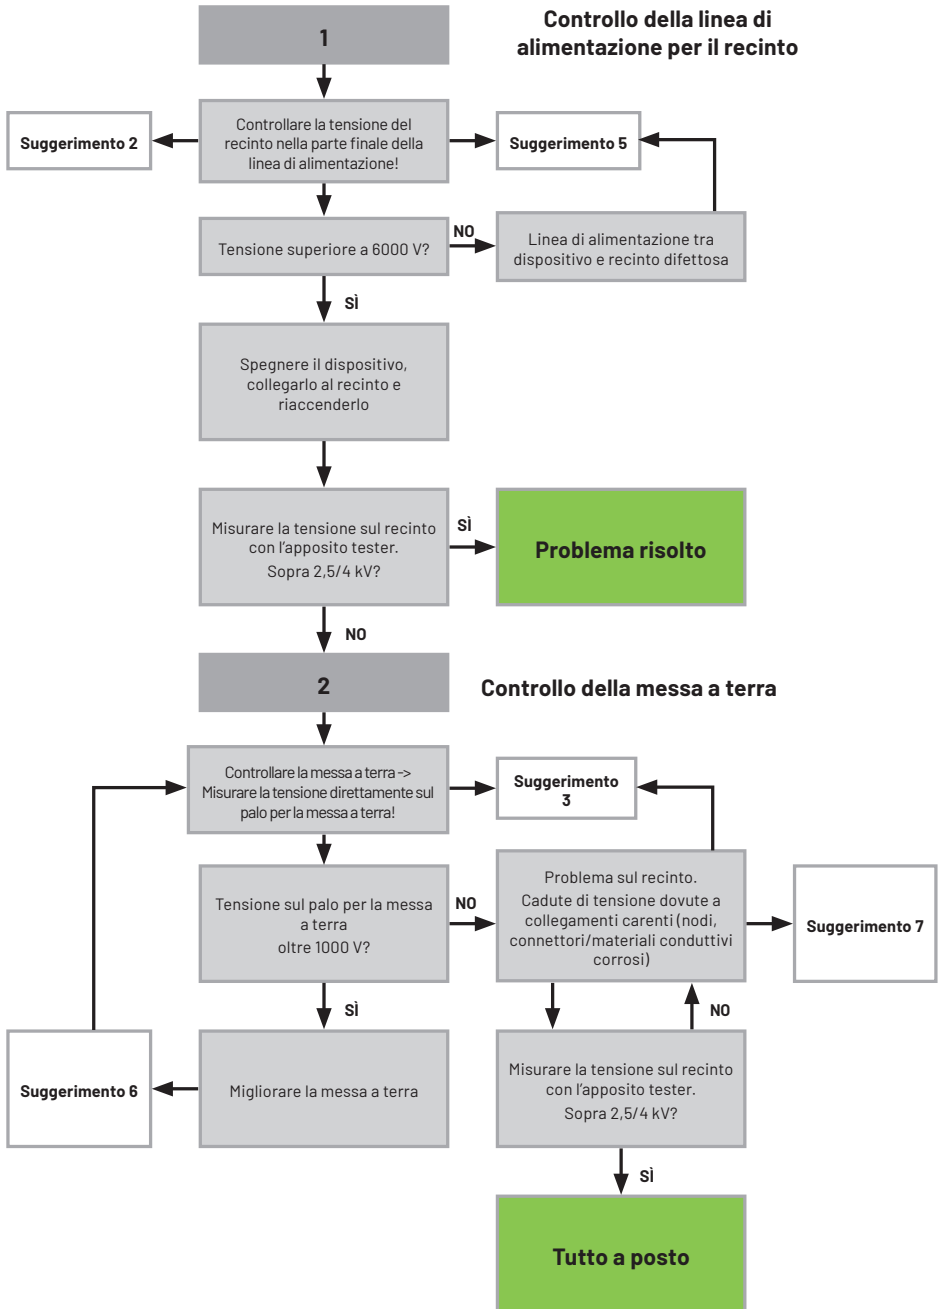 1
Controllo della linea di
alimentazione per il recinto
Suggerimento 2
Controllare la tensione del
recinto nella parte finale della
linea di alimentazione!
Suggerimento 5
Tensione superiore a 6000 V?
NO
Linea di alimentazione tra
dispositivo e recinto difettosa
SÌ
Spegnere il dispositivo,
collegarlo al recinto e
riaccenderlo
Misurare la tensione sul recinto
con l'apposito tester.
Sopra 2,5/4 kV?
SÌ
Problema risolto
NO
2
Controllo della messa a terra
Controllare la messa a terra ->
Misurare la tensione direttamente sul
palo per la messa a terra!
Suggerimento
3
Tensione sul palo per la messa
a terra
oltre 1000 V?
NO
Problema sul recinto.
Cadute di tensione dovute a
collegamenti carenti (nodi,
connettori/materiali conduttivi
corrosi)
Suggerimento 7
SÌ
NO
Suggerimento 6
Migliorare la messa a terra
Misurare la tensione sul recinto
con l'apposito tester.
Sopra 2,5/4 kV?
SÌ
Tutto a posto